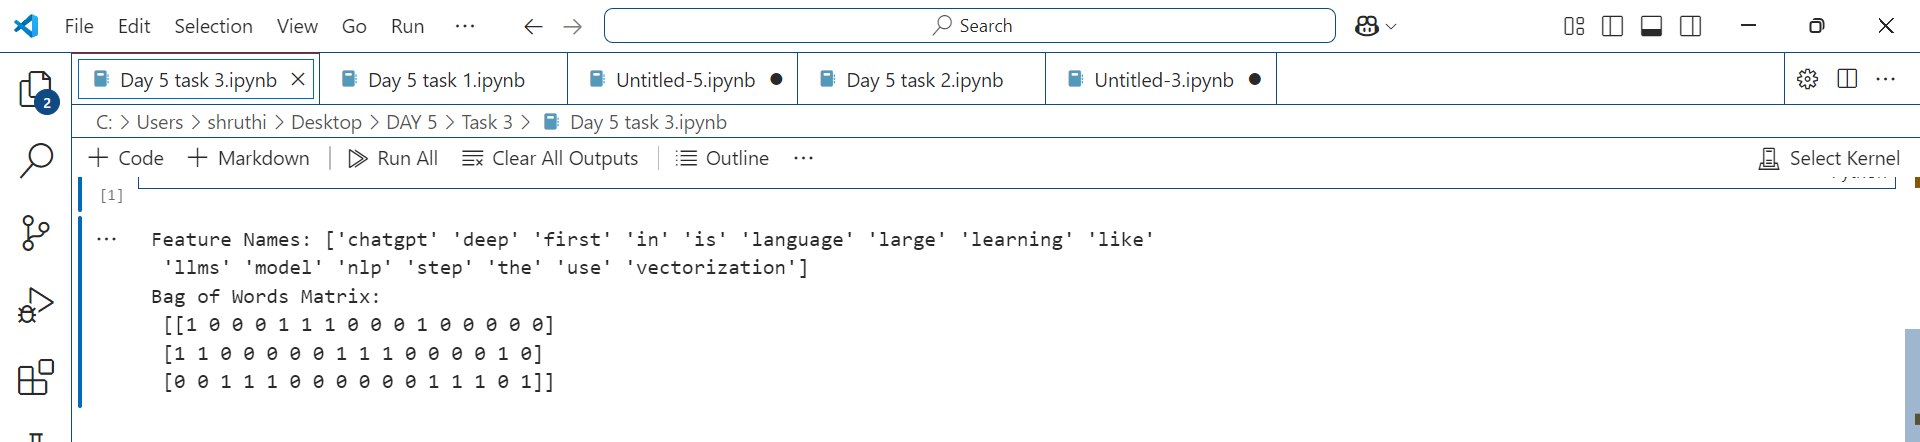 File Edit Selection View Go Run ··· Search
Day 5 task 3.ipynb Day 5 task 1.ipynb Untitled-5.ipynb Day 5 task 2.ipynb Untitled-3.ipynb
2
C: > Users > shruthi > Desktop > DAY 5 > Task 3 > Day 5 task 3.ipynb
+ Code + Markdown Run All Clear All Outputs Outline ··· Select Kernel
[1]
Feature Names: ['chatgpt' 'deep' 'first' 'in' 'is' 'language' 'large' 'learning' 'like'
'llms' 'model' 'nlp' 'step' 'the' 'use' 'vectorization']
Bag of Words Matrix:
[[1 0 0 0 1 1 1 0 0 0 1 0 0 0 0 0]
[1 1 0 0 0 0 0 1 1 1 0 0 0 0 1 0]
[0 0 1 1 1 0 0 0 0 0 0 1 1 1 0 1]]